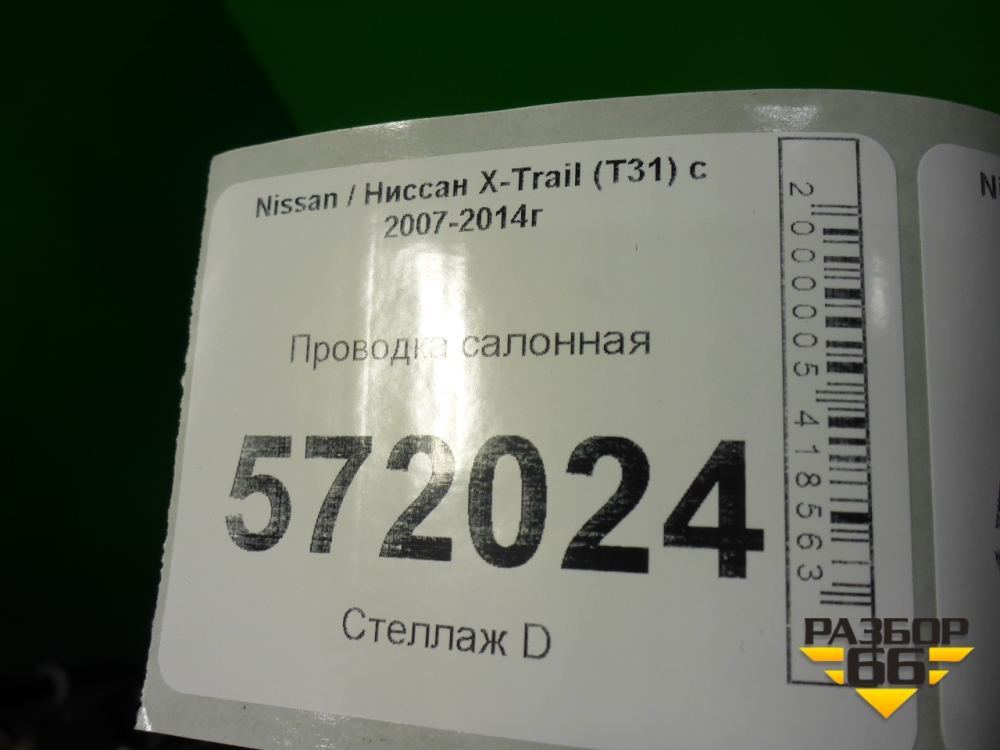 Nissan / Ниссан X-Trail (T31) с
2007-2014г
Проводка салонная
572024
Стеллаж D
2000005418563
РАЗБОР
66